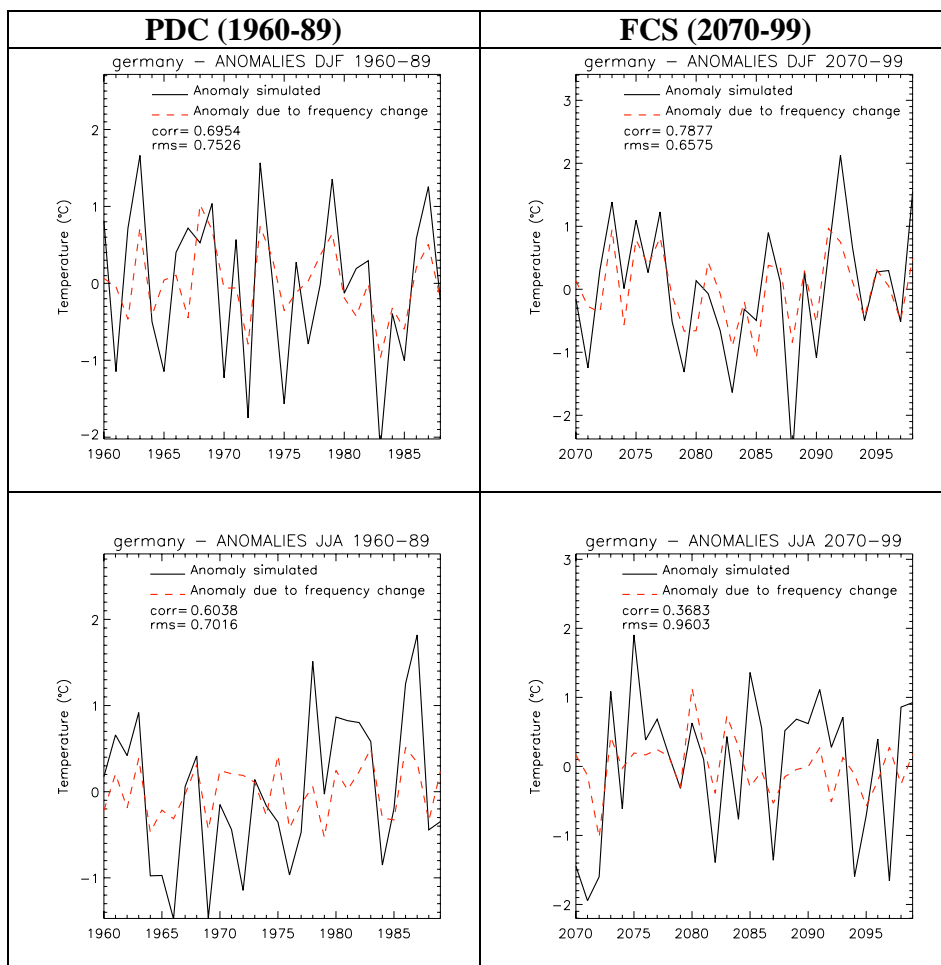 PDC (1960-89)
FCS (2070-99)
germany – ANOMALIES DJF 1960–89
Anomaly simulated
Anomaly due to frequency change
corr= 0.6954
rms= 0.7526
Temperature (°C)
2
1
0
−1
−2
1960 1965 1970 1975 1980 1985
germany – ANOMALIES DJF 2070–99
Anomaly simulated
Anomaly due to frequency change
corr= 0.7877
rms= 0.6575
Temperature (°C)
3
2
1
0
−1
−2
2070 2075 2080 2085 2090 2095
germany – ANOMALIES JJA 1960–89
Anomaly simulated
Anomaly due to frequency change
corr= 0.6038
rms= 0.7016
Temperature (°C)
2
1
0
−1
1960 1965 1970 1975 1980 1985
germany – ANOMALIES JJA 2070–99
Anomaly simulated
Anomaly due to frequency change
corr= 0.3683
rms= 0.9603
Temperature (°C)
3
2
1
0
−1
−2
2070 2075 2080 2085 2090 2095